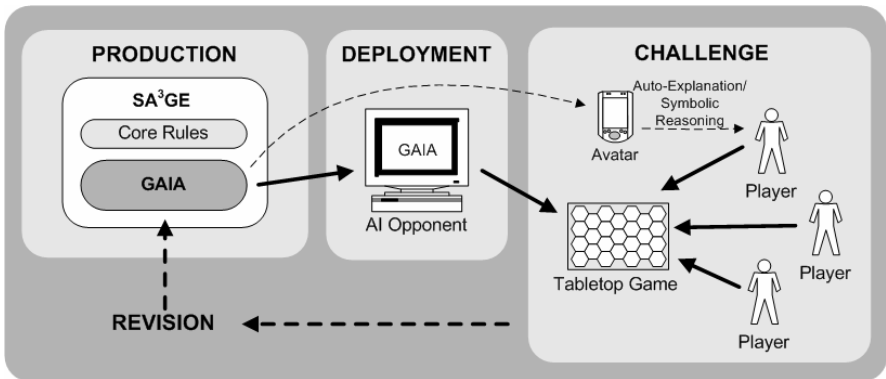 PRODUCTION
SA³GE
Core Rules
GAIA
DEPLOYMENT
GAIA
AI Opponent
CHALLENGE
Auto-Explanation/
Symbolic
Reasoning
Avatar
Player
Player
Tabletop Game
Player
REVISION